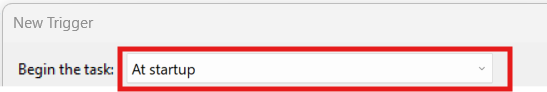 New Trigger
Begin the task: At startup